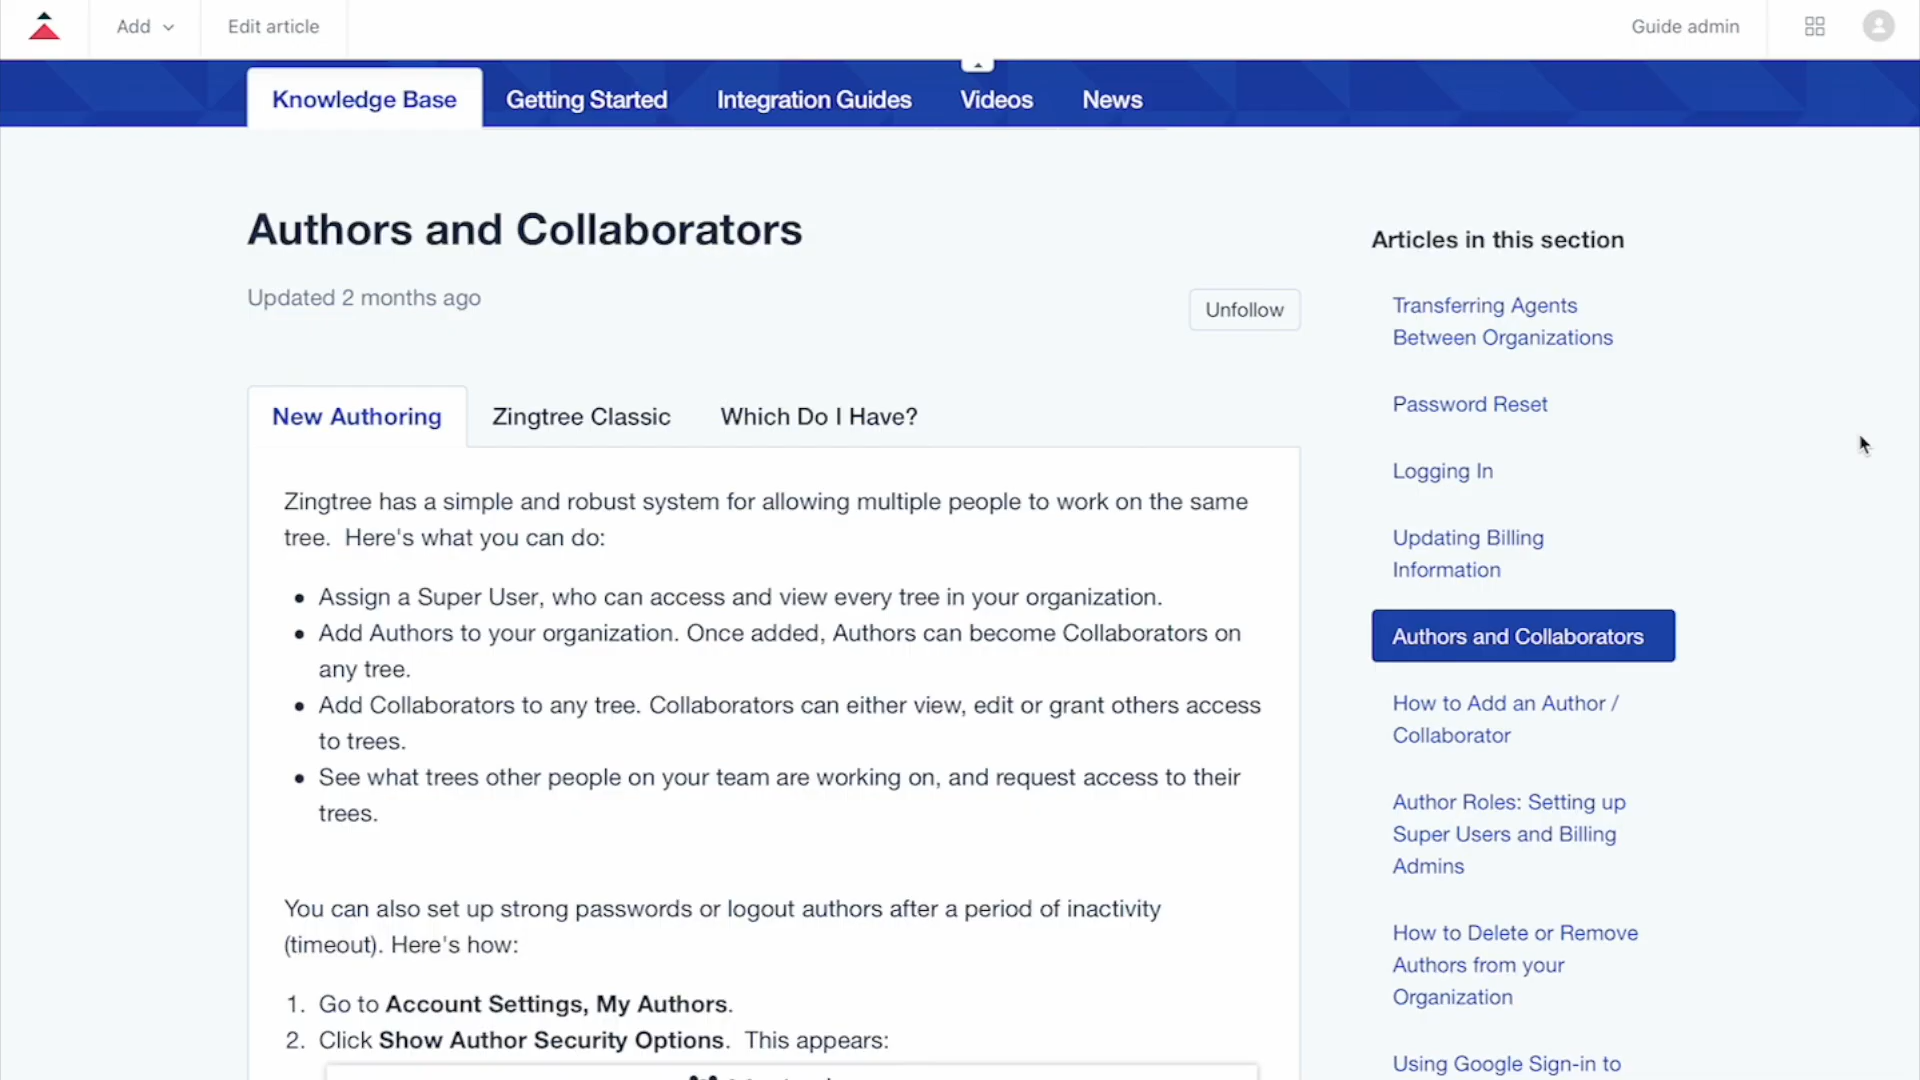 Add
Edit article
Guide admin
Knowledge Base
Getting Started
Integration Guides
Videos
News
Authors and Collaborators
Updated 2 months ago
Unfollow
New Authoring
Zingtree Classic
Which Do I Have?
Zingtree has a simple and robust system for allowing multiple people to work on the same
tree.  Here's what you can do:
• Assign a Super User, who can access and view every tree in your organization.
• Add Authors to your organization. Once added, Authors can become Collaborators on
any tree.
• Add Collaborators to any tree. Collaborators can either view, edit or grant others access
to trees.
• See what trees other people on your team are working on, and request access to their
trees.
You can also set up strong passwords or logout authors after a period of inactivity
(timeout). Here's how:
1. Go to Account Settings, My Authors.
2. Click Show Author Security Options.  This appears:
Articles in this section
Transferring Agents
Between Organizations
Password Reset
Logging In
Updating Billing
Information
Authors and Collaborators
How to Add an Author /
Collaborator
Author Roles: Setting up
Super Users and Billing
Admins
How to Delete or Remove
Authors from your
Organization
Using Google Sign-in to